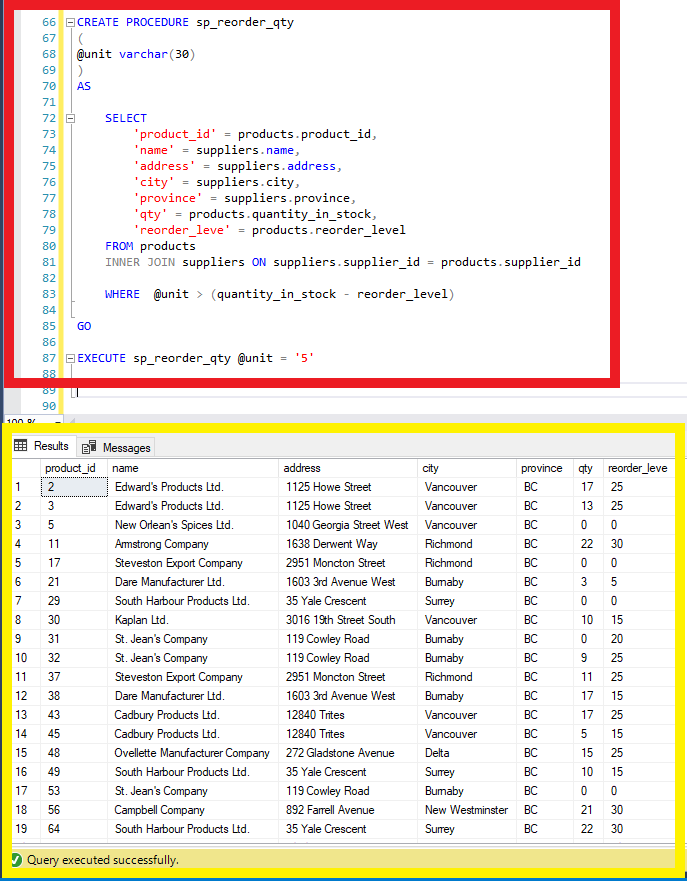 66 CREATE PROCEDURE sp_reorder_qty
67 (
68 @unit varchar(30)
69 )
70 AS
71
72 SELECT
73 'product_id' = products.product_id,
74 'name' = suppliers.name,
75 'address' = suppliers.address,
76 'city' = suppliers.city,
77 'province' = suppliers.province,
78 'qty' = products.quantity_in_stock,
79 'reorder_leve' = products.reorder_level
80 FROM products
81 INNER JOIN suppliers ON suppliers.supplier_id = products.supplier_id
82
83 WHERE @unit > (quantity_in_stock - reorder_level)
84
85 GO
86
87 EXECUTE sp_reorder_qty @unit = '5'
88
89
90
100 %
Results Messages
product_id name address city province qty reorder_leve
1 2 Edward's Products Ltd. 1125 Howe Street Vancouver BC 17 25
2 3 Edward's Products Ltd. 1125 Howe Street Vancouver BC 13 25
3 5 New Orlean's Spices Ltd. 1040 Georgia Street West Vancouver BC 0 0
4 11 Armstrong Company 1638 Derwent Way Richmond BC 22 30
5 17 Steveston Export Company 2951 Moncton Street Richmond BC 0 0
6 21 Dare Manufacturer Ltd. 1603 3rd Avenue West Burnaby BC 3 5
7 29 South Harbour Products Ltd. 35 Yale Crescent Surrey BC 0 0
8 30 Kaplan Ltd. 3016 19th Street South Vancouver BC 10 15
9 31 St. Jean's Company 119 Cowley Road Burnaby BC 0 20
10 32 St. Jean's Company 119 Cowley Road Burnaby BC 9 25
11 37 Steveston Export Company 2951 Moncton Street Richmond BC 11 25
12 38 Dare Manufacturer Ltd. 1603 3rd Avenue West Burnaby BC 17 15
13 43 Cadbury Products Ltd. 12840 Trites Vancouver BC 17 25
14 45 Cadbury Products Ltd. 12840 Trites Vancouver BC 5 15
15 48 Ovellette Manufacturer Company 272 Gladstone Avenue Delta BC 15 25
16 49 South Harbour Products Ltd. 35 Yale Crescent Surrey BC 10 15
17 53 St. Jean's Company 119 Cowley Road Burnaby BC 0 0
18 56 Campbell Company 892 Farrell Avenue New Westminster BC 21 30
19 64 South Harbour Products Ltd. 35 Yale Crescent Surrey BC 22 30
Query executed successfully.